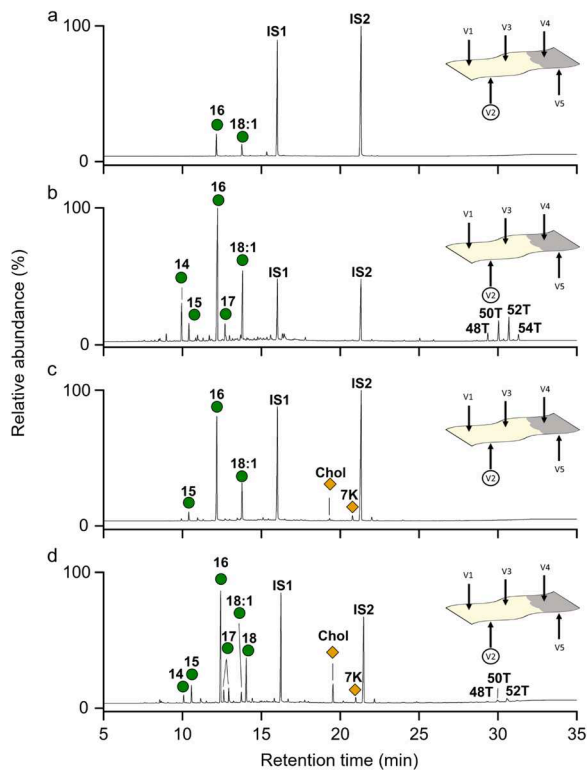 a
100
0
16
18:1
IS1
IS2
V1
V3
V4
V2
V5
b
100
0
14
15
16
17
18:1
IS1
IS2
48T
50T
52T
54T
V1
V3
V4
V2
V5
c
100
0
15
16
18:1
IS1
Chol
7K
IS2
V1
V3
V4
V2
V5
d
100
0
14
15
16
17
18:1
18
IS1
Chol
7K
IS2
48T
50T
52T
V1
V3
V4
V2
V5
5
10
15
20
25
30
35
Retention time (min)
Relative abundance (%)